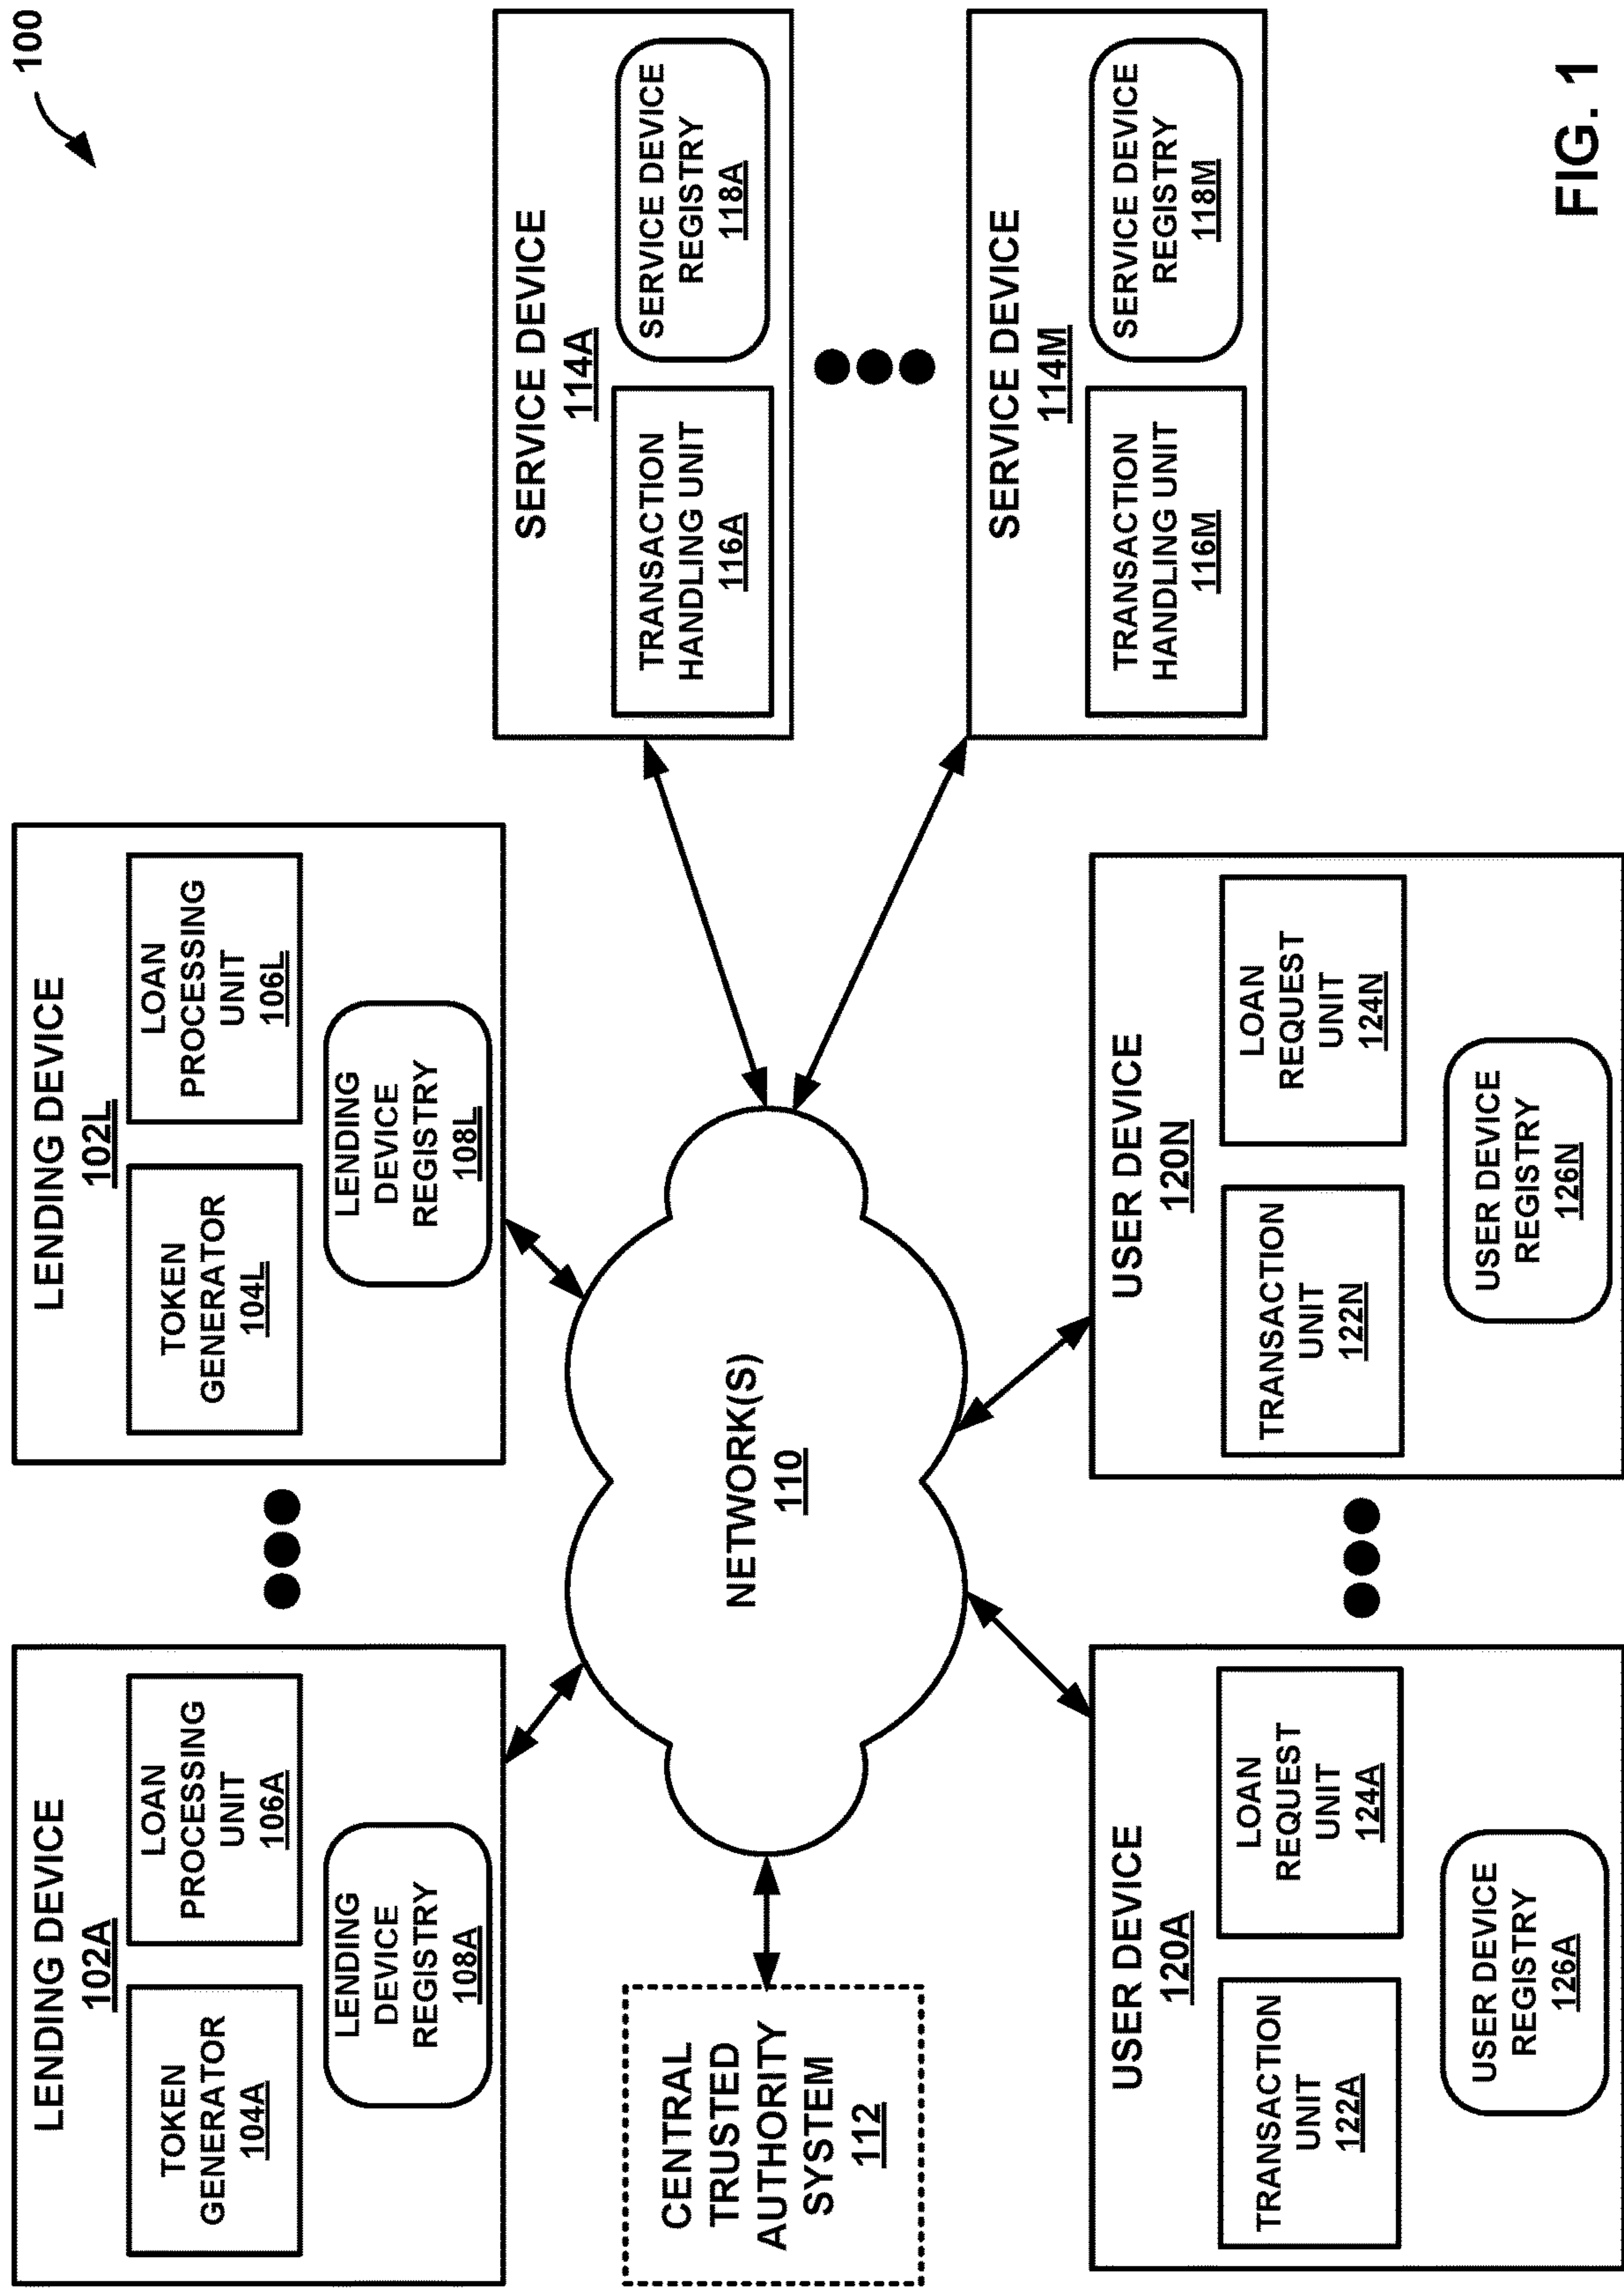 100
LENDING DEVICE
102A
TOKEN
GENERATOR
104A
LOAN
PROCESSING
UNIT
106A
LENDING
DEVICE
REGISTRY
108A
LENDING DEVICE
102L
TOKEN
GENERATOR
104L
LOAN
PROCESSING
UNIT
106L
LENDING
DEVICE
REGISTRY
108L
CENTRAL
TRUSTED
AUTHORITY
SYSTEM
112
NETWORK(S)
110
SERVICE DEVICE
114A
TRANSACTION
HANDLING UNIT
116A
SERVICE DEVICE
REGISTRY
118A
SERVICE DEVICE
114M
TRANSACTION
HANDLING UNIT
116M
SERVICE DEVICE
REGISTRY
118M
USER DEVICE
120A
TRANSACTION
UNIT
122A
LOAN
REQUEST
UNIT
124A
USER DEVICE
REGISTRY
126A
USER DEVICE
120N
TRANSACTION
UNIT
122N
LOAN
REQUEST
UNIT
124N
USER DEVICE
REGISTRY
126N
FIG. 1